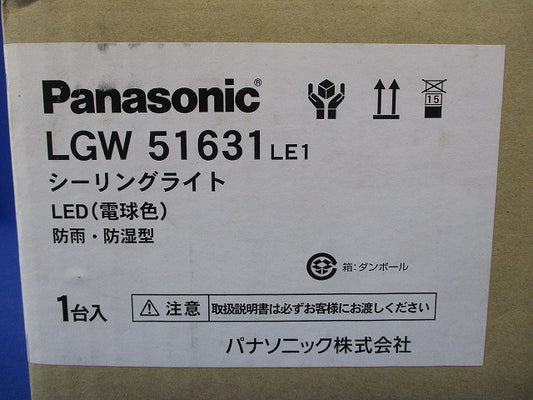 Panasonic®
15
LGW 51631 LE1
シーリングライト
LED(電球色)
防雨・防湿型
箱:ダンボール
1台入
注意 取扱説明書は必ずお客様にお渡しください
パナソニック株式会社